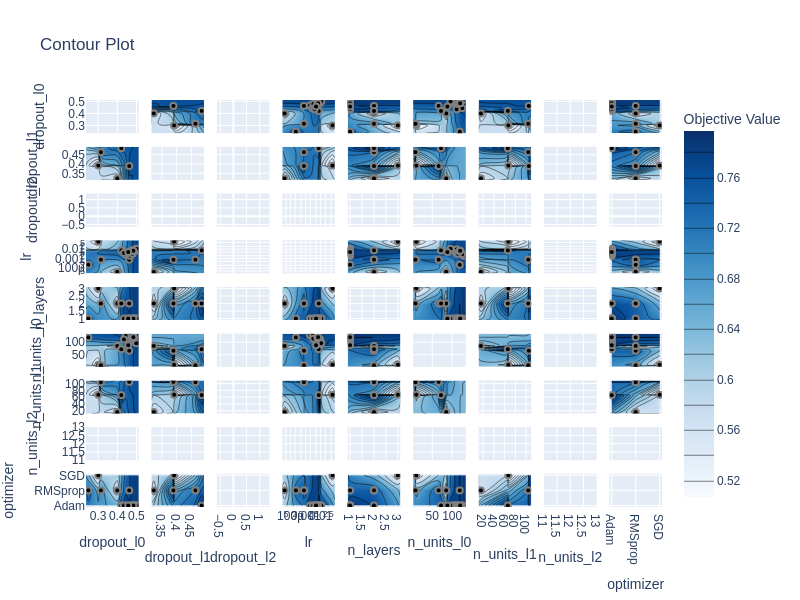 Contour Plot
Objective Value
0.76
0.72
0.68
0.64
0.6
0.56
0.52
dropout_l0
0.5
0.4
0.3
dropout_l1
0.45
0.4
0.35
dropout_l2
1
0.5
0
−0.5
lr
0.01
0.001
n_layers
3
2.5
2
1.5
1
n_units_l0
100
50
n_units_l1
100
80
60
40
20
n_units_l2
13
12.5
12
11.5
11
optimizer
SGD
RMSprop
Adam
0.3 0.4 0.5
dropout_l0
0.35 0.4 0.45
dropout_l1
−0.5 0 0.5 1
dropout_l2
lr
1 1.5 2 2.5 3
n_layers
50 100
n_units_l0
20 40 60 80 100
n_units_l1
11 11.5 12 12.5 13
n_units_l2
Adam RMSprop SGD
optimizer